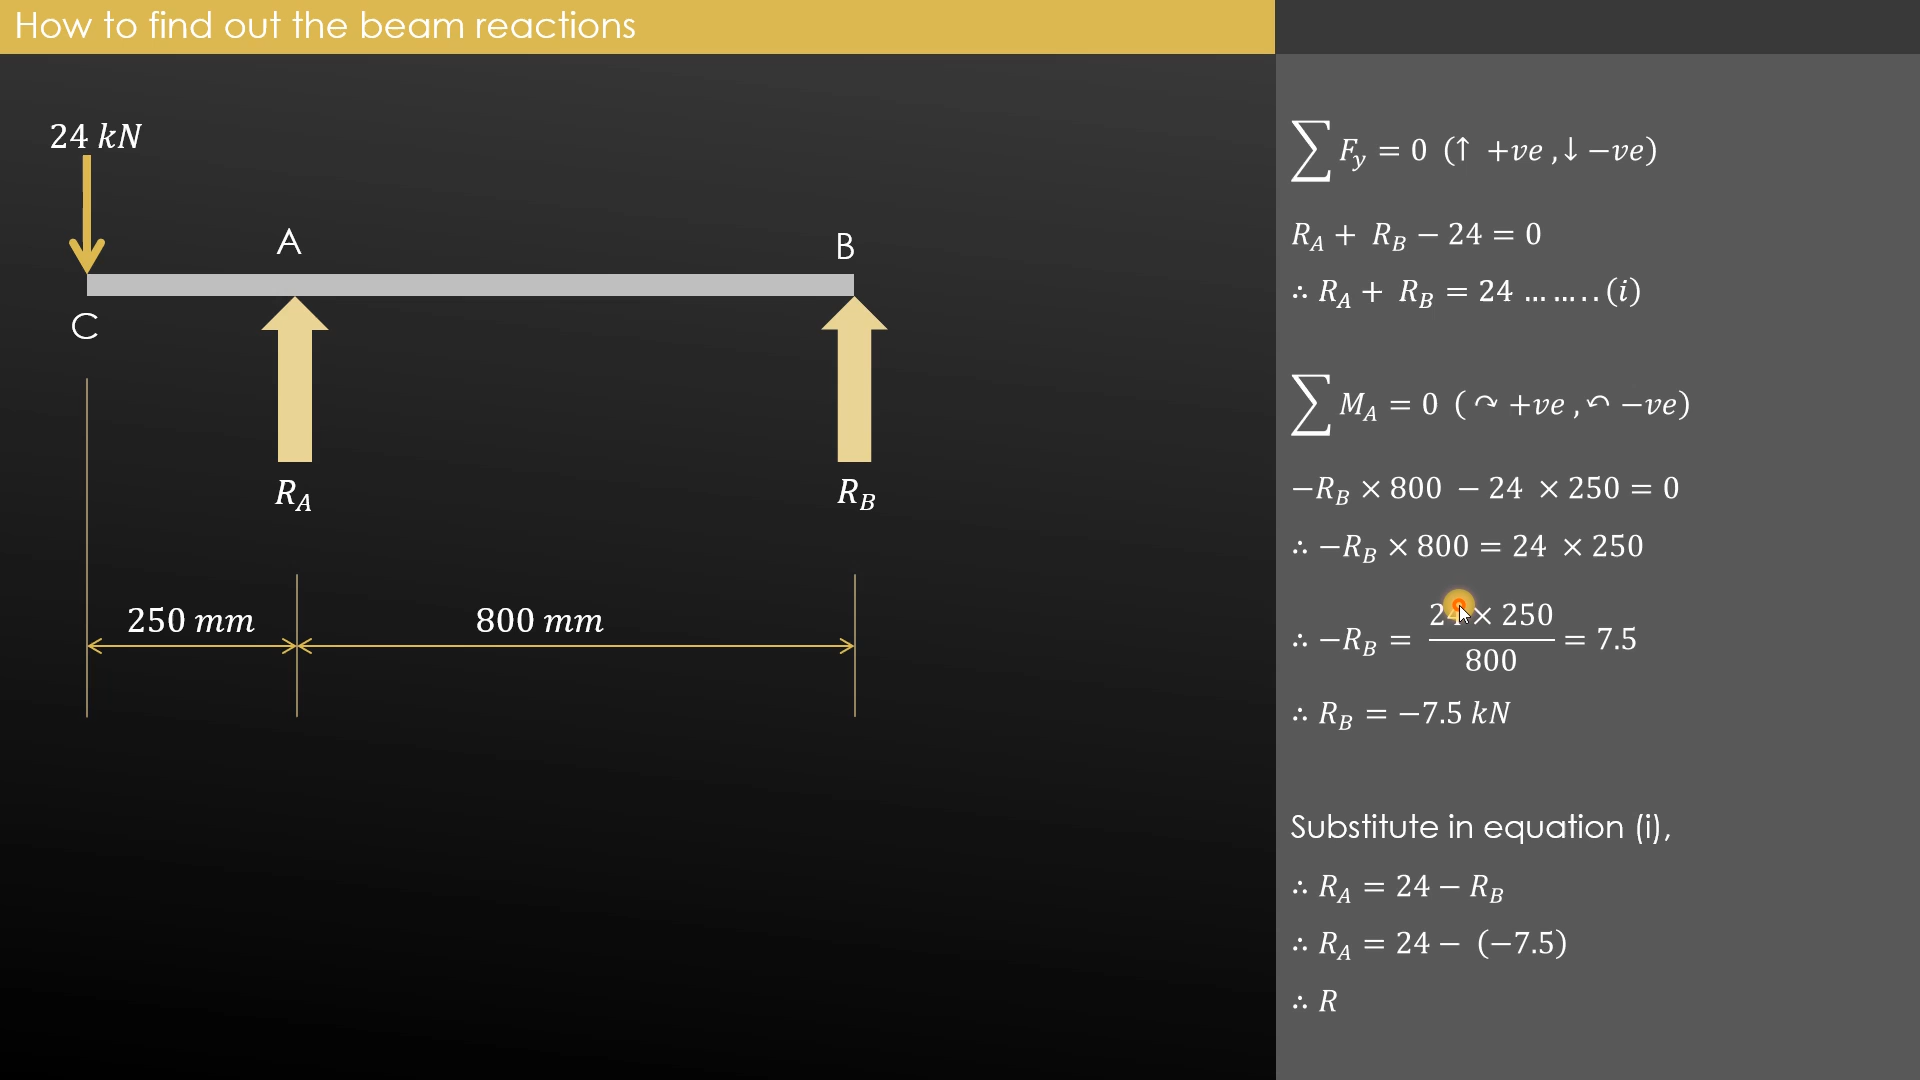 How to find out the beam reactions
24 kN
A
B
C
R_A
R_B
250 mm
800 mm
∑F_y = 0 (↑ +ve ,↓ −ve)
R_A + R_B − 24 = 0
∴ R_A + R_B = 24 … … . . (i)
∑M_A = 0 ( ↷ +ve , ↶ −ve)
−R_B × 800 − 24 × 250 = 0
∴ −R_B × 800 = 24 × 250
∴ −R_B = (24 × 250)/800 = 7.5
∴ R_B = −7.5 kN
Substitute in equation (i),
∴ R_A = 24 − R_B
∴ R_A = 24 − (−7.5)
∴ R